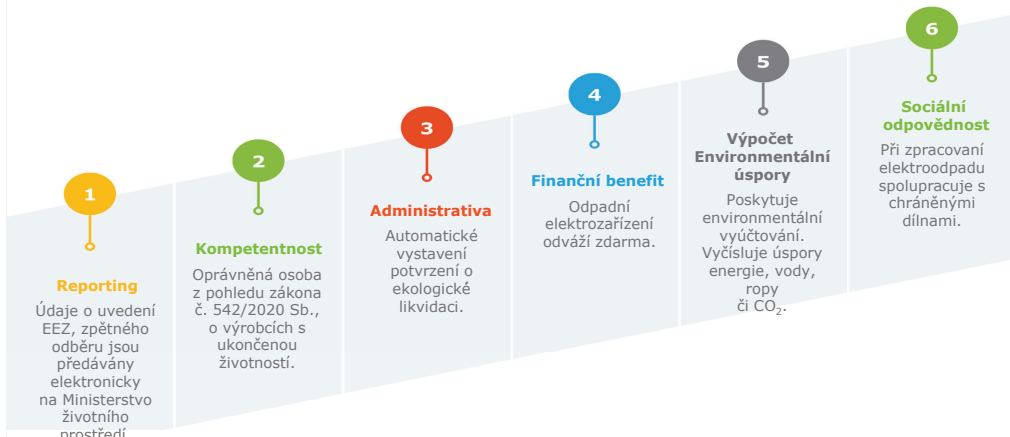 1
Reporting
Údaje o uvedení
EEZ, zpětného
odběru jsou
předávány
elektronicky
na Ministerstvo
životního
prostředí
2
Kompetentnost
Oprávněná osoba
z pohledu zákona
č. 542/2020 Sb.,
o výrobcích s
ukončenou
životností.
3
Administrativa
Automatické
vystavení
potvrzení o
ekologické
likvidaci.
4
Finanční benefit
Odpadní
elektrozařízení
odváží zdarma.
5
Výpočet
Environmentální
úspory
Poskytuje
environmentální
vyúčtování.
Vyčísluje úspory
energie, vody,
ropy
či CO₂.
6
Sociální
odpovědnost
Při zpracovaní
elektroodpadu
spolupracuje s
chráněnými
dílnami.